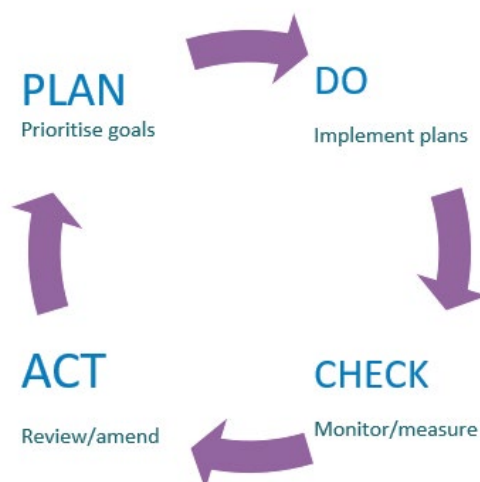 PLAN
Prioritise goals
DO
Implement plans
CHECK
Monitor/measure
ACT
Review/amend